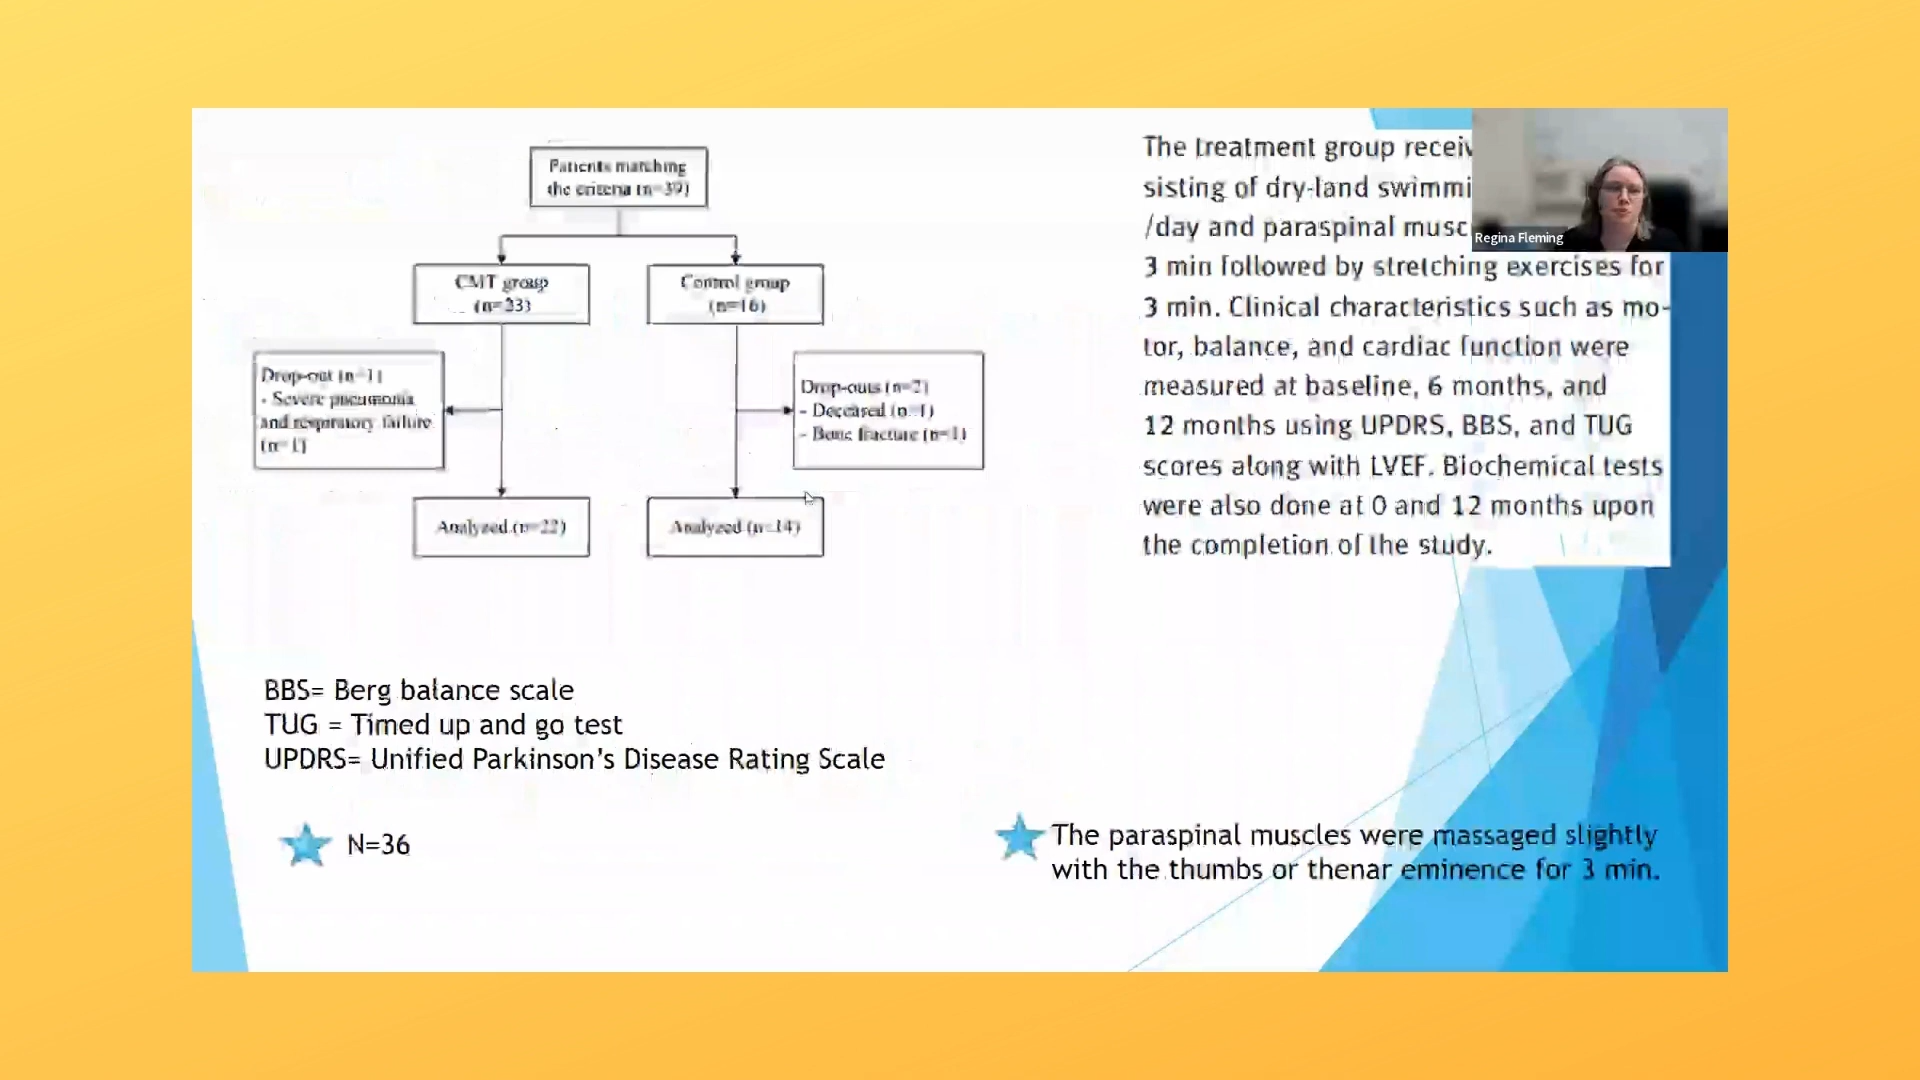 Patients matching
the criteria (n=39)
CMT group
(n=23)
Control group
(n=16)
Drop-out (n=1)
- Severe pneumonia
and respiratory failure
(n=1)
Drop-outs (n=2)
- Deceased (n=1)
- Bone fracture (n=1)
Analyzed (n=22)
Analyzed (n=14)
The treatment group
sisting of dry-land
/day and paraspinal
3 min followed by stretching exercises for
3 min. Clinical characteristics such as mo-
tor, balance, and cardiac function were
measured at baseline, 6 months, and
12 months using UPDRS, BBS, and TUG
scores along with LVEF. Biochemical tests
were also done at 0 and 12 months upon
the completion of the study.
Regina Fleming
BBS= Berg balance scale
TUG = Timed up and go test
UPDRS= Unified Parkinson's Disease Rating Scale
N=36
The paraspinal muscles were massaged slightly
with the thumbs or thenar eminence for 3 min.